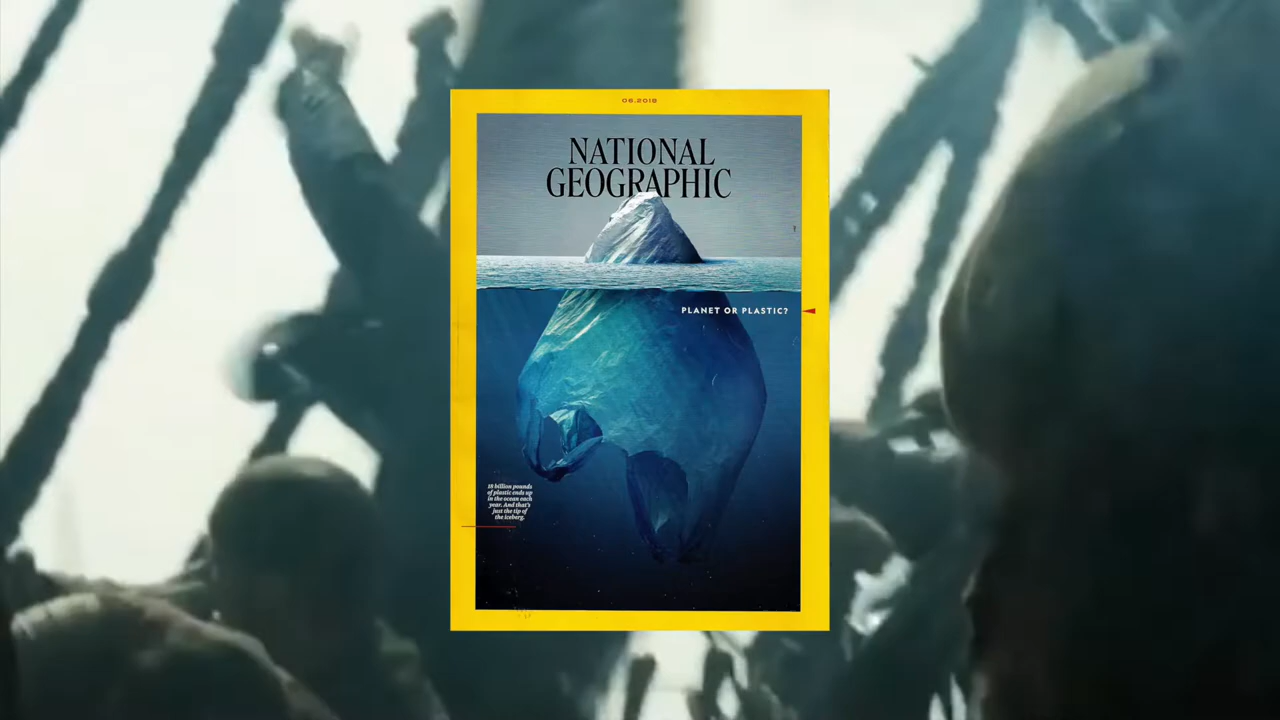 06.2018
NATIONAL
GEOGRAPHIC
PLANET OR PLASTIC?
18 billion pounds
of plastic ends up
in the ocean each
year. And that's
just the tip of
the iceberg.